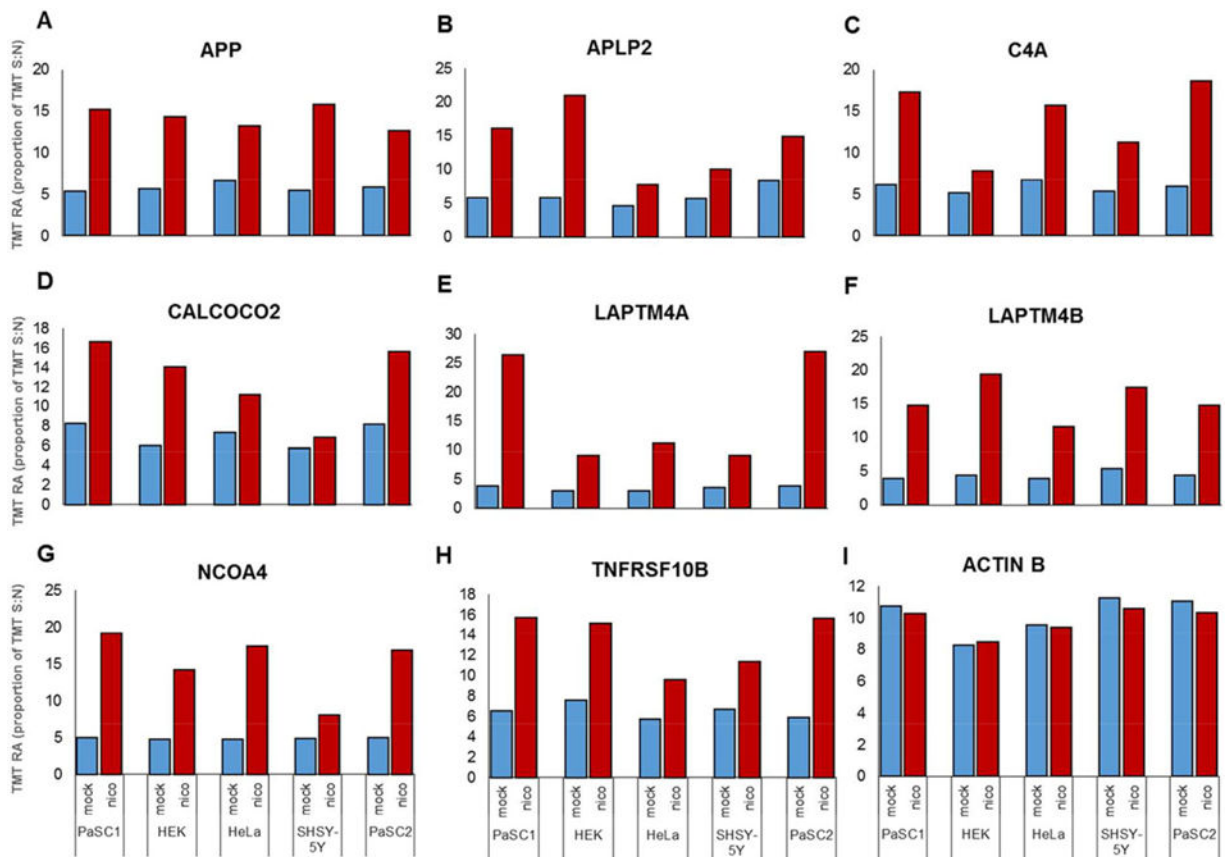 A
APP
TMT RA (proportion of TMT S:N)
20
15
10
5
0
B
APLP2
25
20
15
10
5
0
C
C4A
20
15
10
5
0
D
CALCOCO2
TMT RA (proportion of TMT S:N)
18
16
14
12
10
8
6
4
2
0
E
LAPTM4A
30
25
20
15
10
5
0
F
LAPTM4B
25
20
15
10
5
0
G
NCOA4
TMT RA (proportion of TMT S:N)
25
20
15
10
5
0
mock nico mock nico mock nico mock nico mock nico
PaSC1 HEK HeLa SHSY- PaSC2
5Y
H
TNFRSF10B
18
16
14
12
10
8
6
4
2
0
mock nico mock nico mock nico mock nico mock nico
PaSC1 HEK HeLa SHSY- PaSC2
5Y
I
ACTIN B
12
10
8
6
4
2
0
mock nico mock nico mock nico mock nico mock nico
PaSC1 HEK HeLa SHSY- PaSC2
5Y